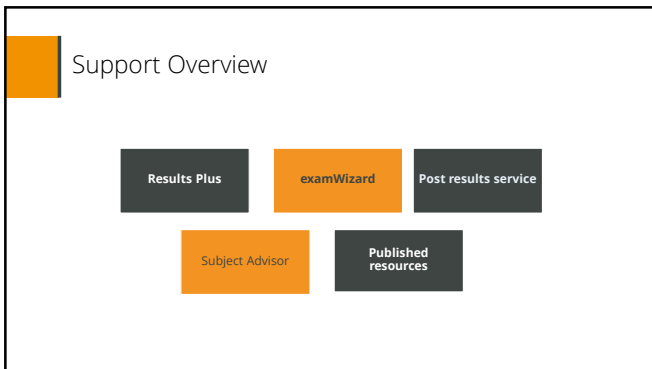 Support Overview
Results Plus
examWizard
Post results service
Subject Advisor
Published
resources